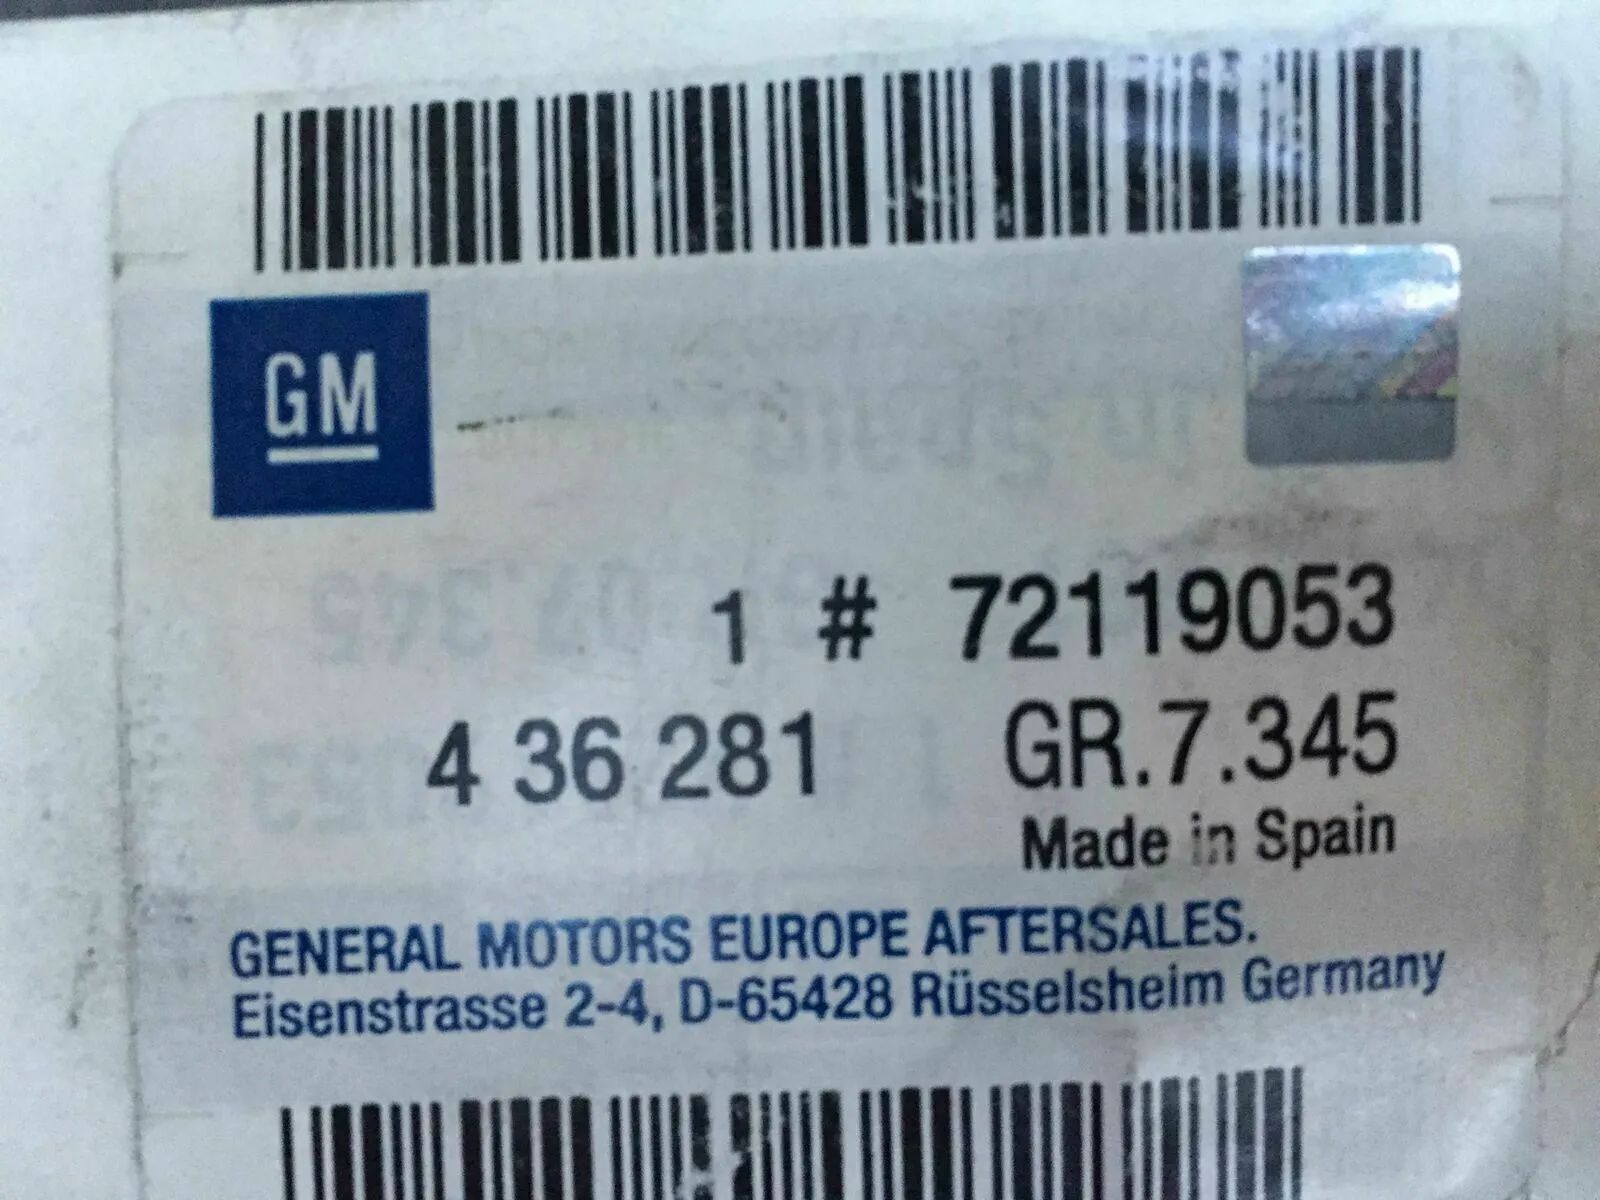 GM
1 # 72119053
4 36 281 GR.7.345
Made in Spain
GENERAL MOTORS EUROPE AFTERSALES.
Eisenstrasse 2-4, D-65428 Rüsselsheim Germany